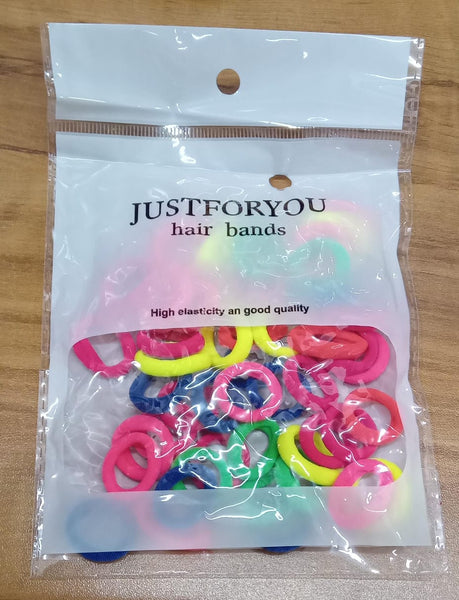 JUSTFORYOU
hair bands
High elasticity an good quality